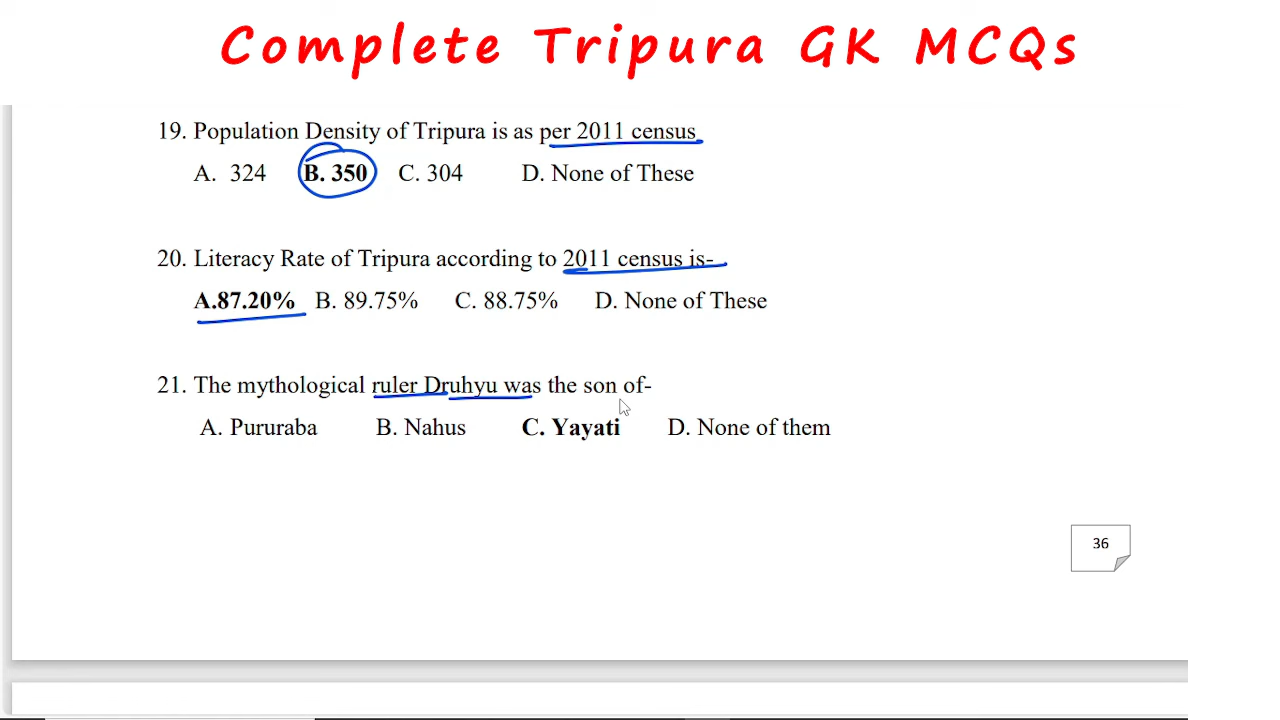 Complete Tripura GK MCQs
19. Population Density of Tripura is as per 2011 census
A. 324 B. 350 C. 304 D. None of These
20. Literacy Rate of Tripura according to 2011 census is-
A.87.20% B. 89.75% C. 88.75% D. None of These
21. The mythological ruler Druhyu was the son of-
A. Pururaba B. Nahus C. Yayati D. None of them
36